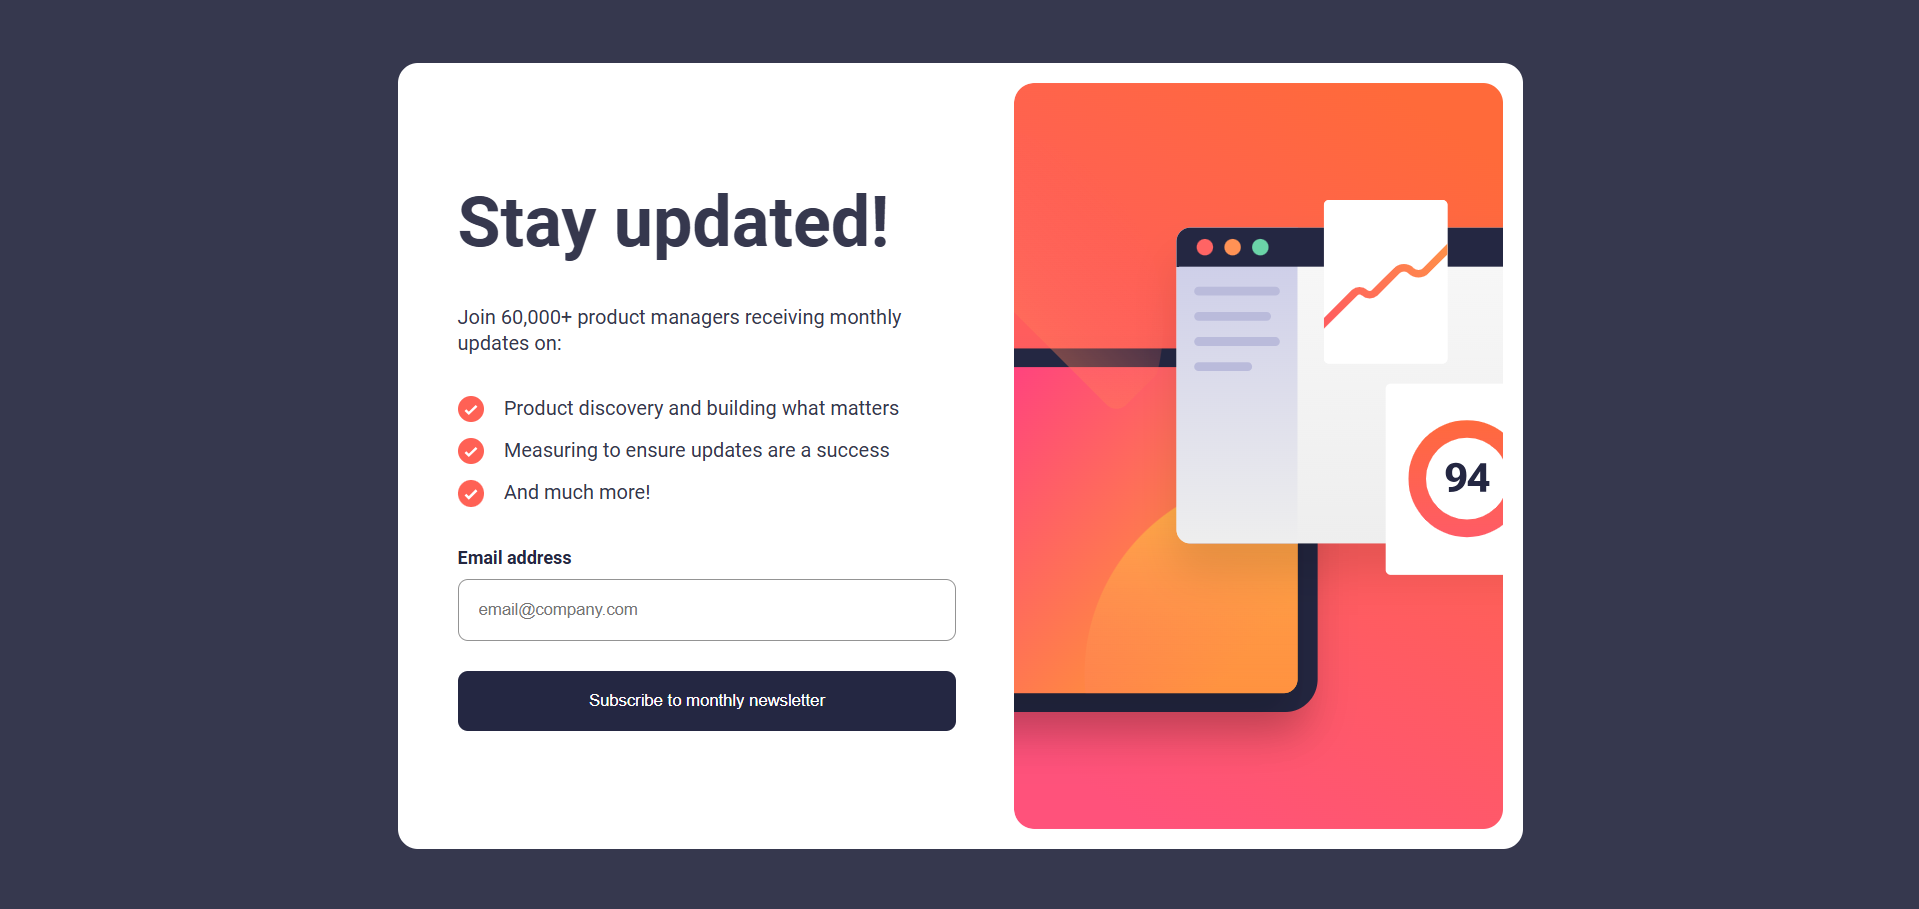 Stay updated!
Join 60,000+ product managers receiving monthly
updates on:
Product discovery and building what matters
Measuring to ensure updates are a success
And much more!
Email address
email@company.com
Subscribe to monthly newsletter
94